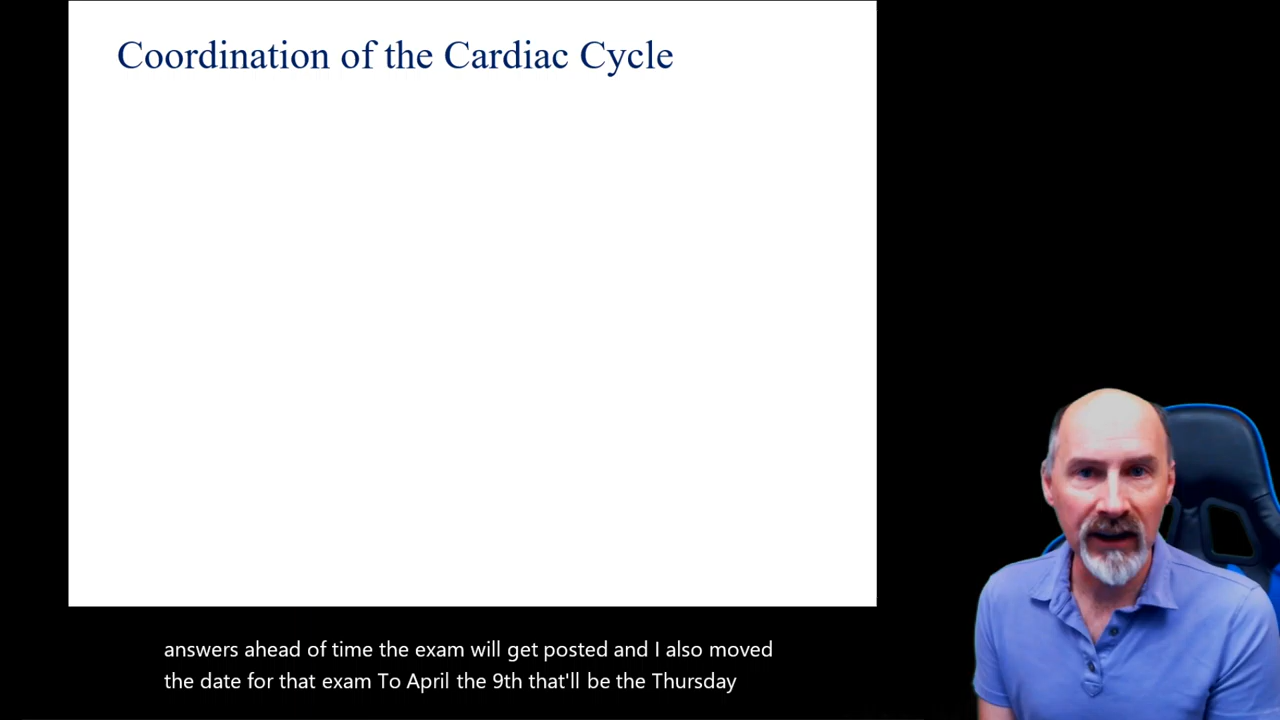 Coordination of the Cardiac Cycle
answers ahead of time the exam will get posted and I also moved
the date for that exam To April the 9th that'll be the Thursday